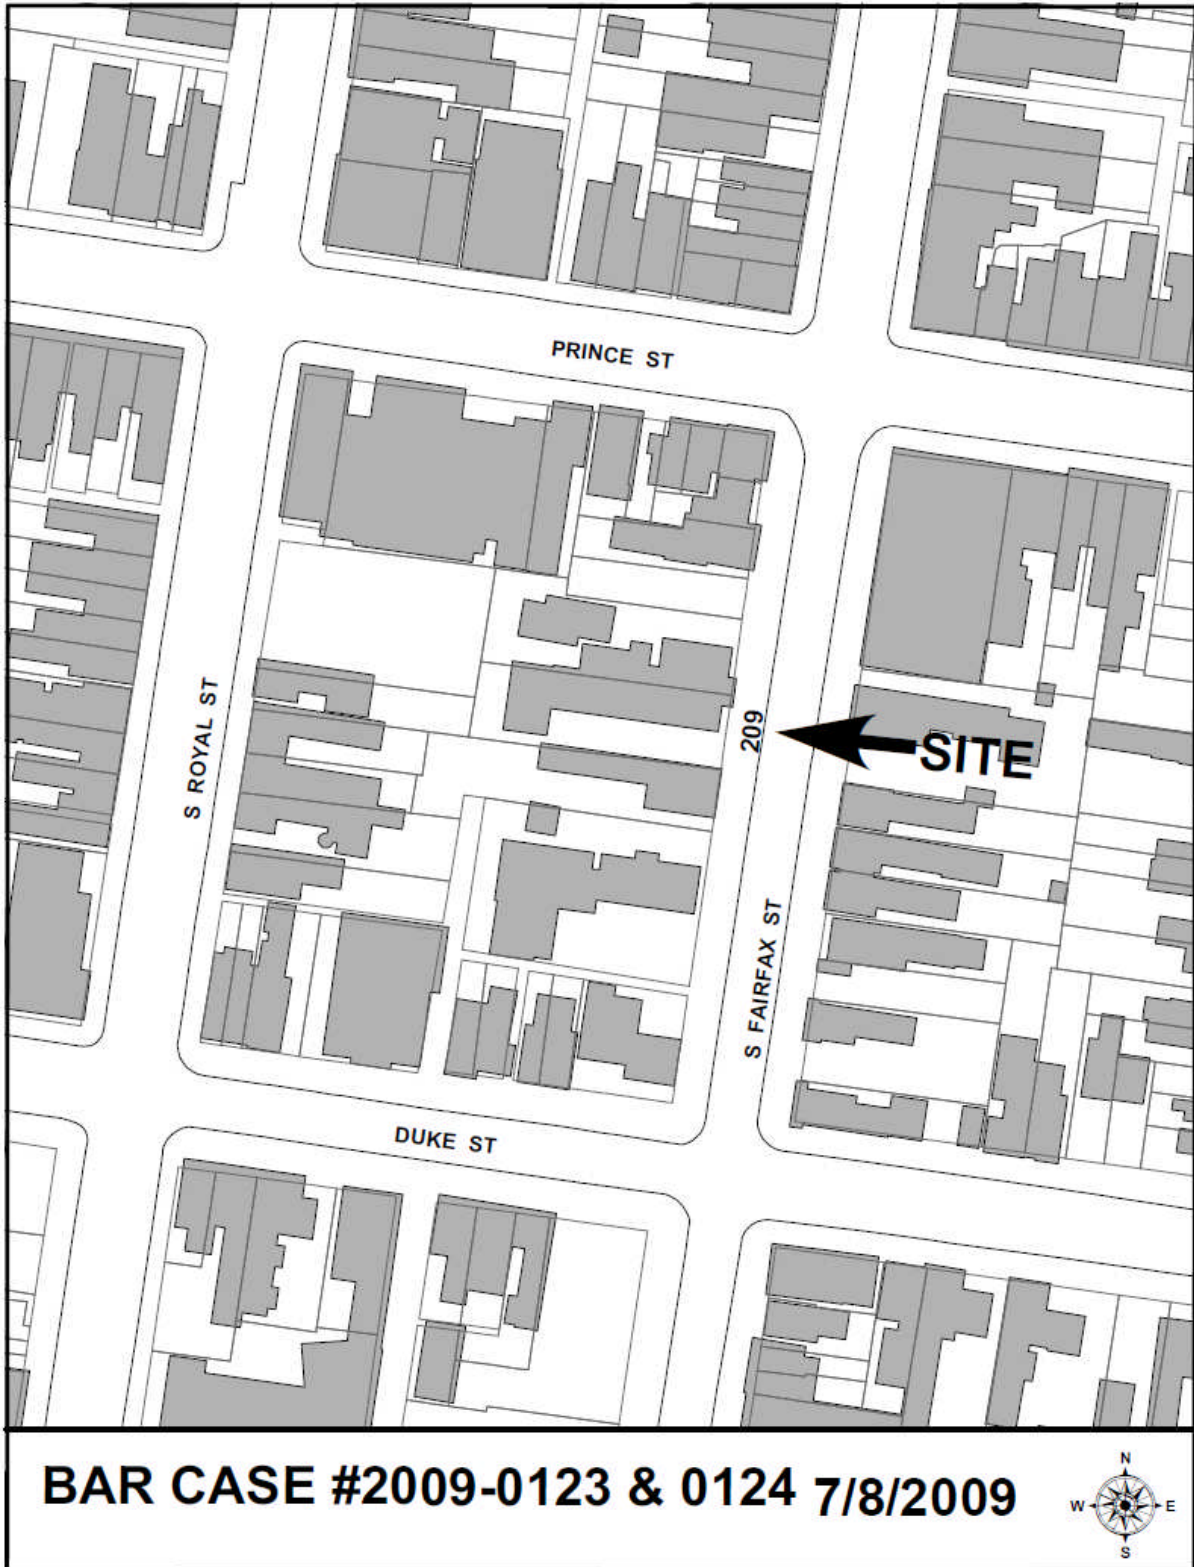 PRINCE ST
S ROYAL ST
209
SITE
S FAIRFAX ST
DUKE ST
BAR CASE #2009-0123 & 0124 7/8/2009
N
W E
S